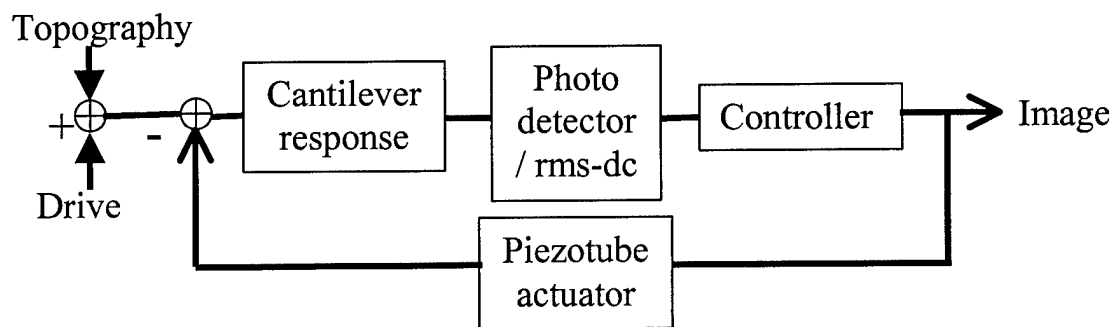 Topography
+
-
Drive
Cantilever
response
Photo
detector
/ rms-dc
Controller
Image
Piezotube
actuator